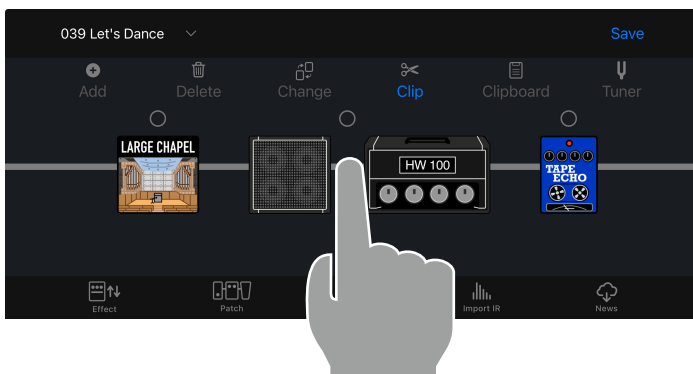 039 Let's Dance
Save
Add
Delete
Change
Clip
Clipboard
Tuner
LARGE CHAPEL
HW 100
TAPE
ECHO
Effect
Patch
Import IR
News